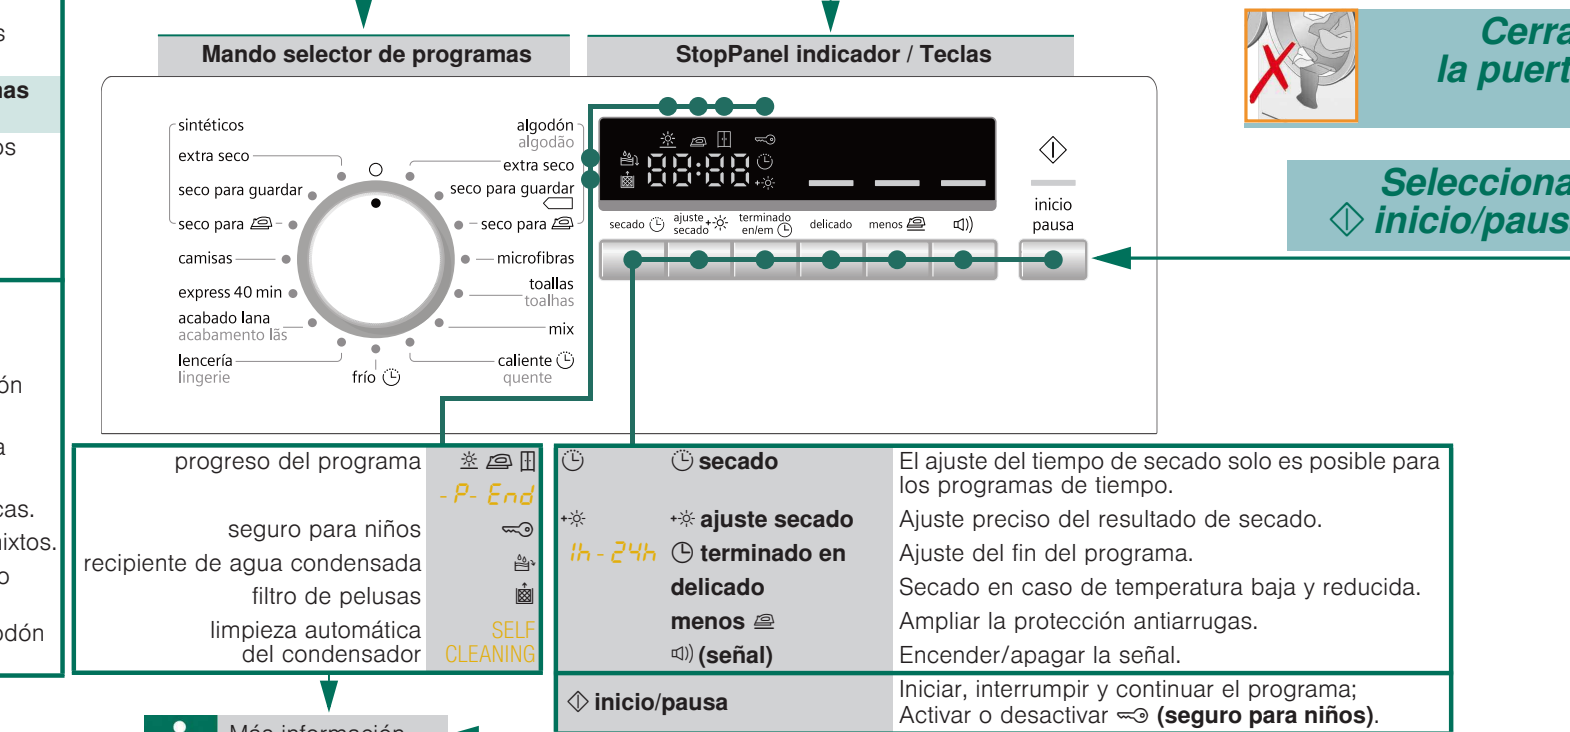 Mando selector de programas
StopPanel indicador / Teclas
sintéticos
extra seco
seco para guardar
seco para
camisas
express 40 min
acabado lana
acabamento lãs
lencería
lingerie
frío
algodón
algodão
extra seco
seco para guardar
seco para
microfibras
toallas
toalhas
mix
caliente
quente
88:88
secado
ajuste
secado
terminado
en/em
delicado
menos
inicio
pausa
la
inicio/
progreso del programa
-P- End
seguro para niños
recipiente de agua condensada
filtro de pelusas
limpieza automática SELF
del condensador CLEANING
secado El ajuste del tiempo de secado solo es posible para
los programas de tiempo.
ajuste secado Ajuste preciso del resultado de secado.
1h - 24h terminado en Ajuste del fin del programa.
delicado Secado en caso de temperatura baja y reducida.
menos Ampliar la protección antiarrugas.
(señal) Encender/apagar la señal.
inicio/pausa Iniciar, interrumpir y continuar el programa;
Activar o desactivar (seguro para niños).
Más información